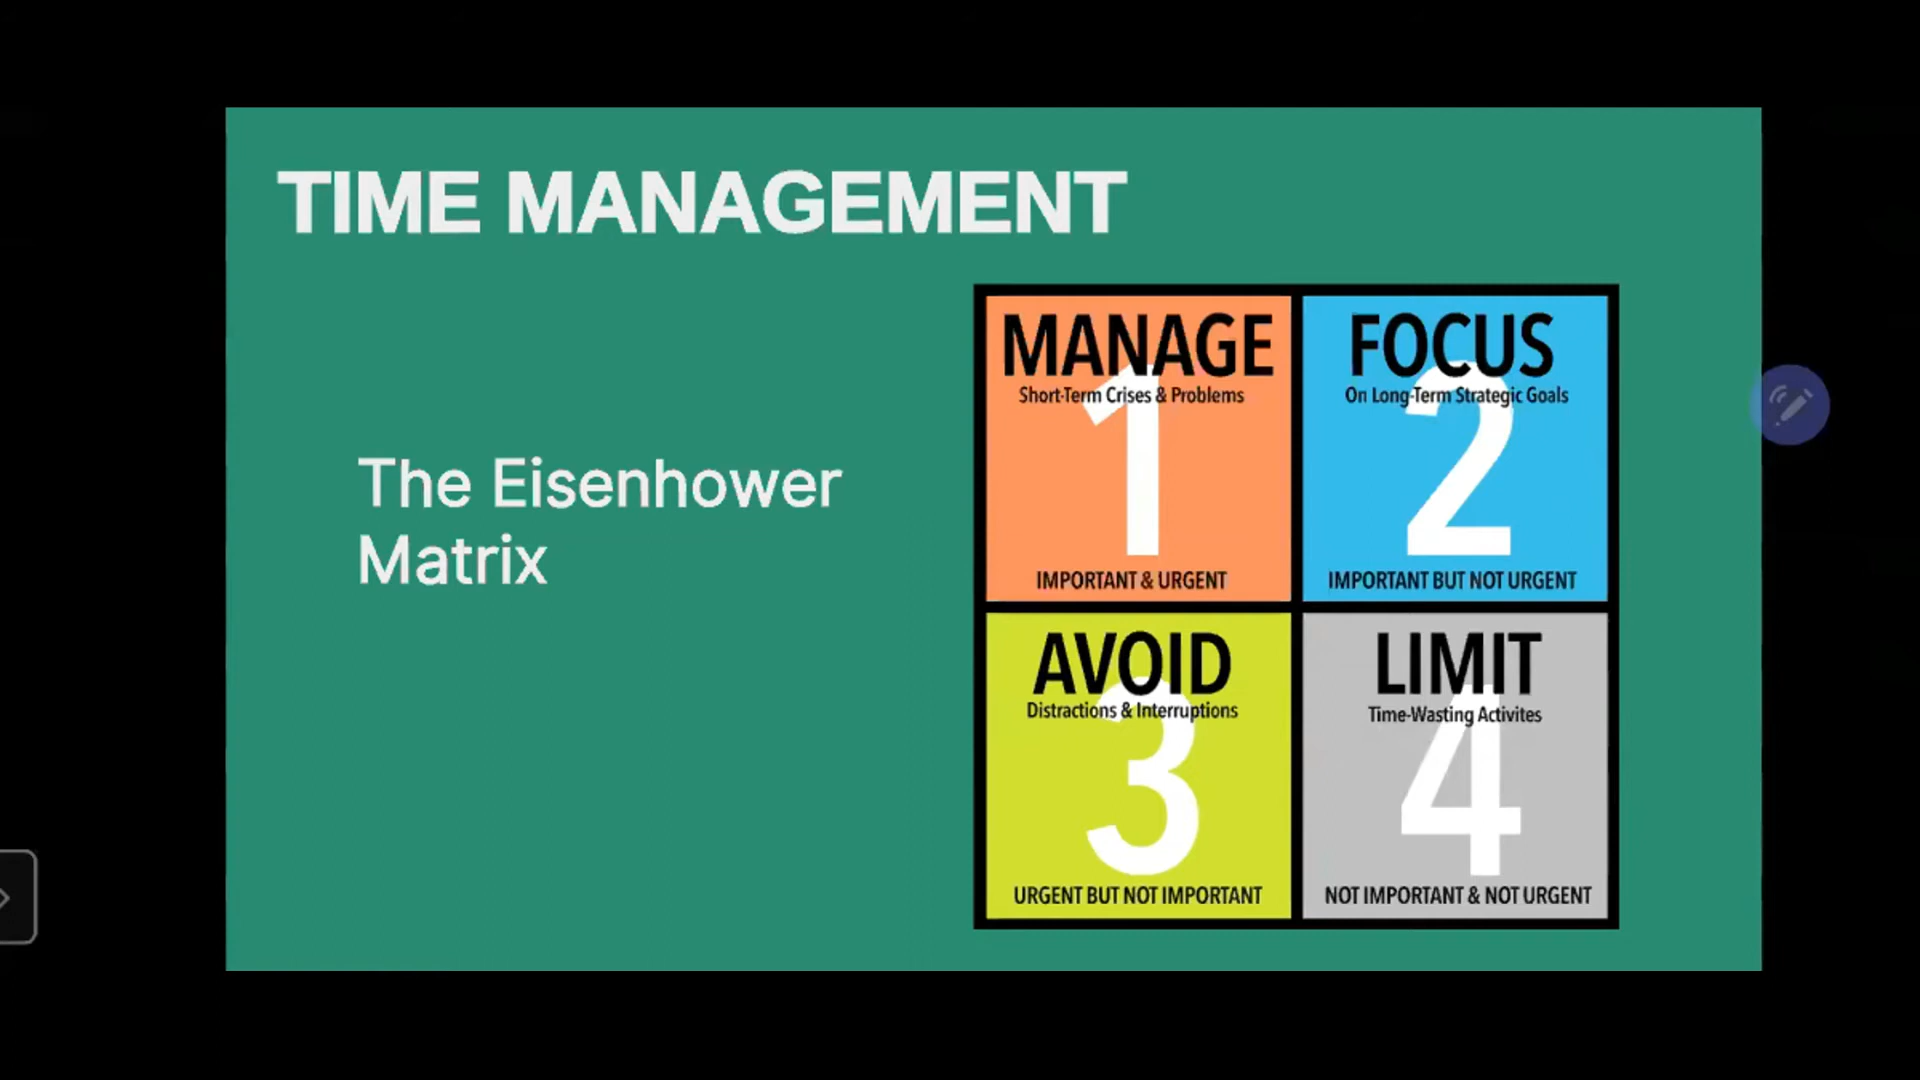 TIME MANAGEMENT
The Eisenhower
Matrix
MANAGE
Short-Term Crises & Problems
1
IMPORTANT & URGENT
FOCUS
On Long-Term Strategic Goals
2
IMPORTANT BUT NOT URGENT
AVOID
Distractions & Interruptions
3
URGENT BUT NOT IMPORTANT
LIMIT
Time-Wasting Activites
4
NOT IMPORTANT & NOT URGENT